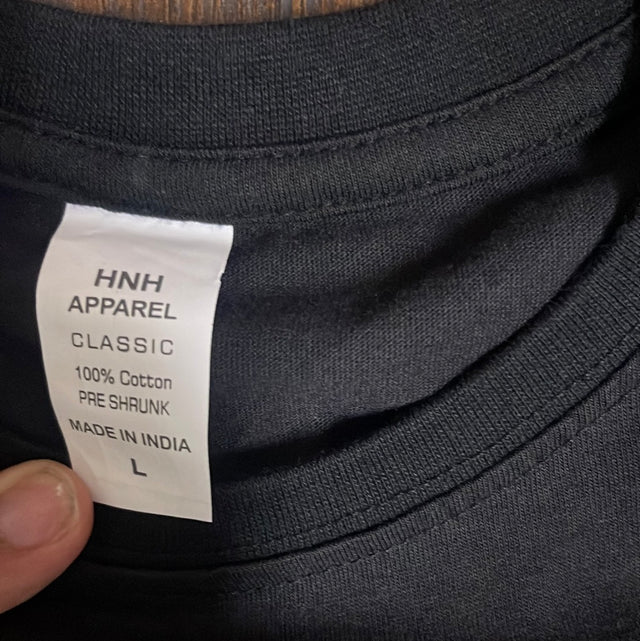 HNH
APPAREL
CLASSIC
100% Cotton
PRE SHRUNK
MADE IN INDIA
L